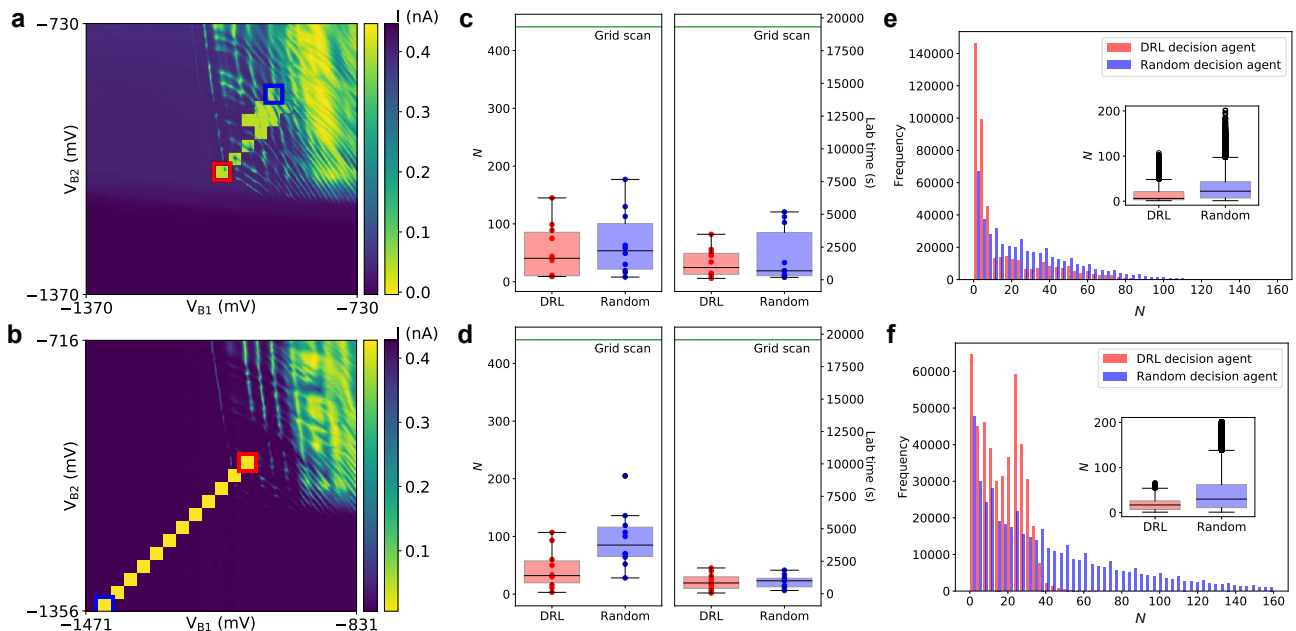 a
I (nA)
−730
0.4
0.3
0.2
0.1
0.0
V_B2 (mV)
−1370
−1370
V_B1 (mV)
−730
b
I (nA)
−716
0.4
0.3
0.2
0.1
V_B2 (mV)
−1356
−1471
V_B1 (mV)
−831
c
400
300
200
100
0
N
Grid scan
DRL
Random
Grid scan
DRL
Random
20000
17500
15000
12500
10000
7500
5000
2500
0
Lab time (s)
d
400
300
200
100
0
N
Grid scan
DRL
Random
Grid scan
DRL
Random
20000
17500
15000
12500
10000
7500
5000
2500
0
Lab time (s)
e
DRL decision agent
Random decision agent
140000
120000
100000
80000
60000
40000
20000
0
Frequency
200
100
0
N
DRL
Random
0 20 40 60 80 100 120 140 160
N
f
DRL decision agent
Random decision agent
60000
50000
40000
30000
20000
10000
0
Frequency
200
100
0
N
DRL
Random
0 20 40 60 80 100 120 140 160
N